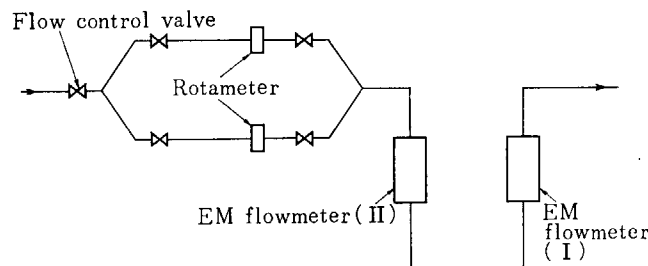 Flow control valve
Rotameter
EM flowmeter (II)
EM
flowmeter
(I)